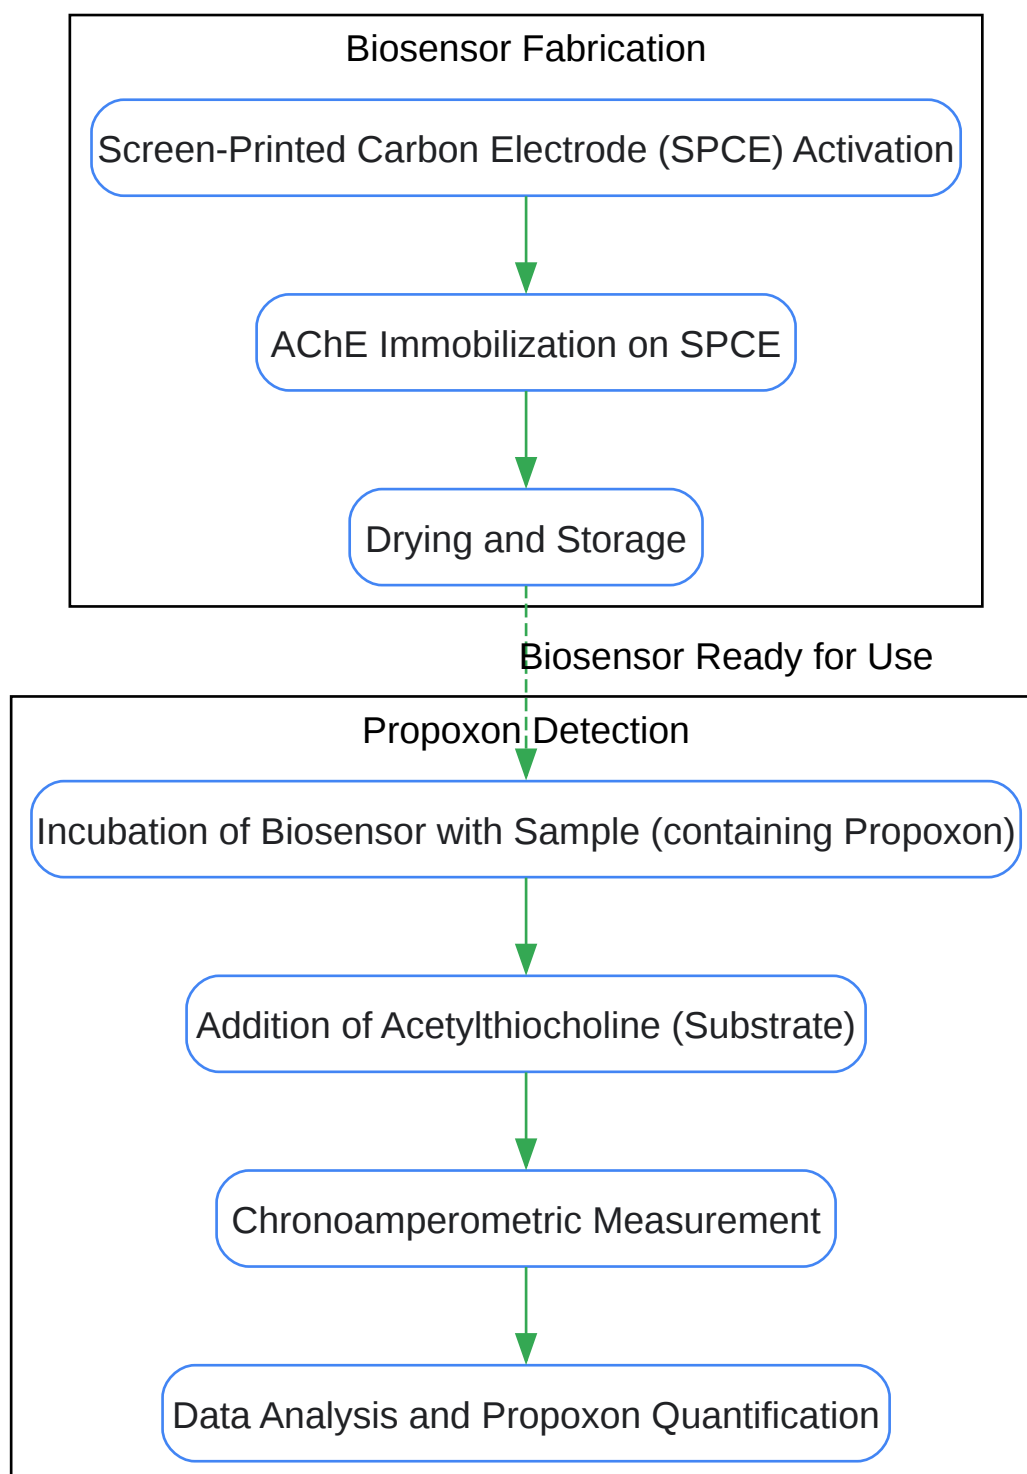 Biosensor Fabrication
Screen-Printed Carbon Electrode (SPCE) Activation
AChE Immobilization on SPCE
Drying and Storage
Biosensor Ready for Use
Propoxon Detection
Incubation of Biosensor with Sample (containing Propoxon)
Addition of Acetylthiocholine (Substrate)
Chronoamperometric Measurement
Data Analysis and Propoxon Quantification